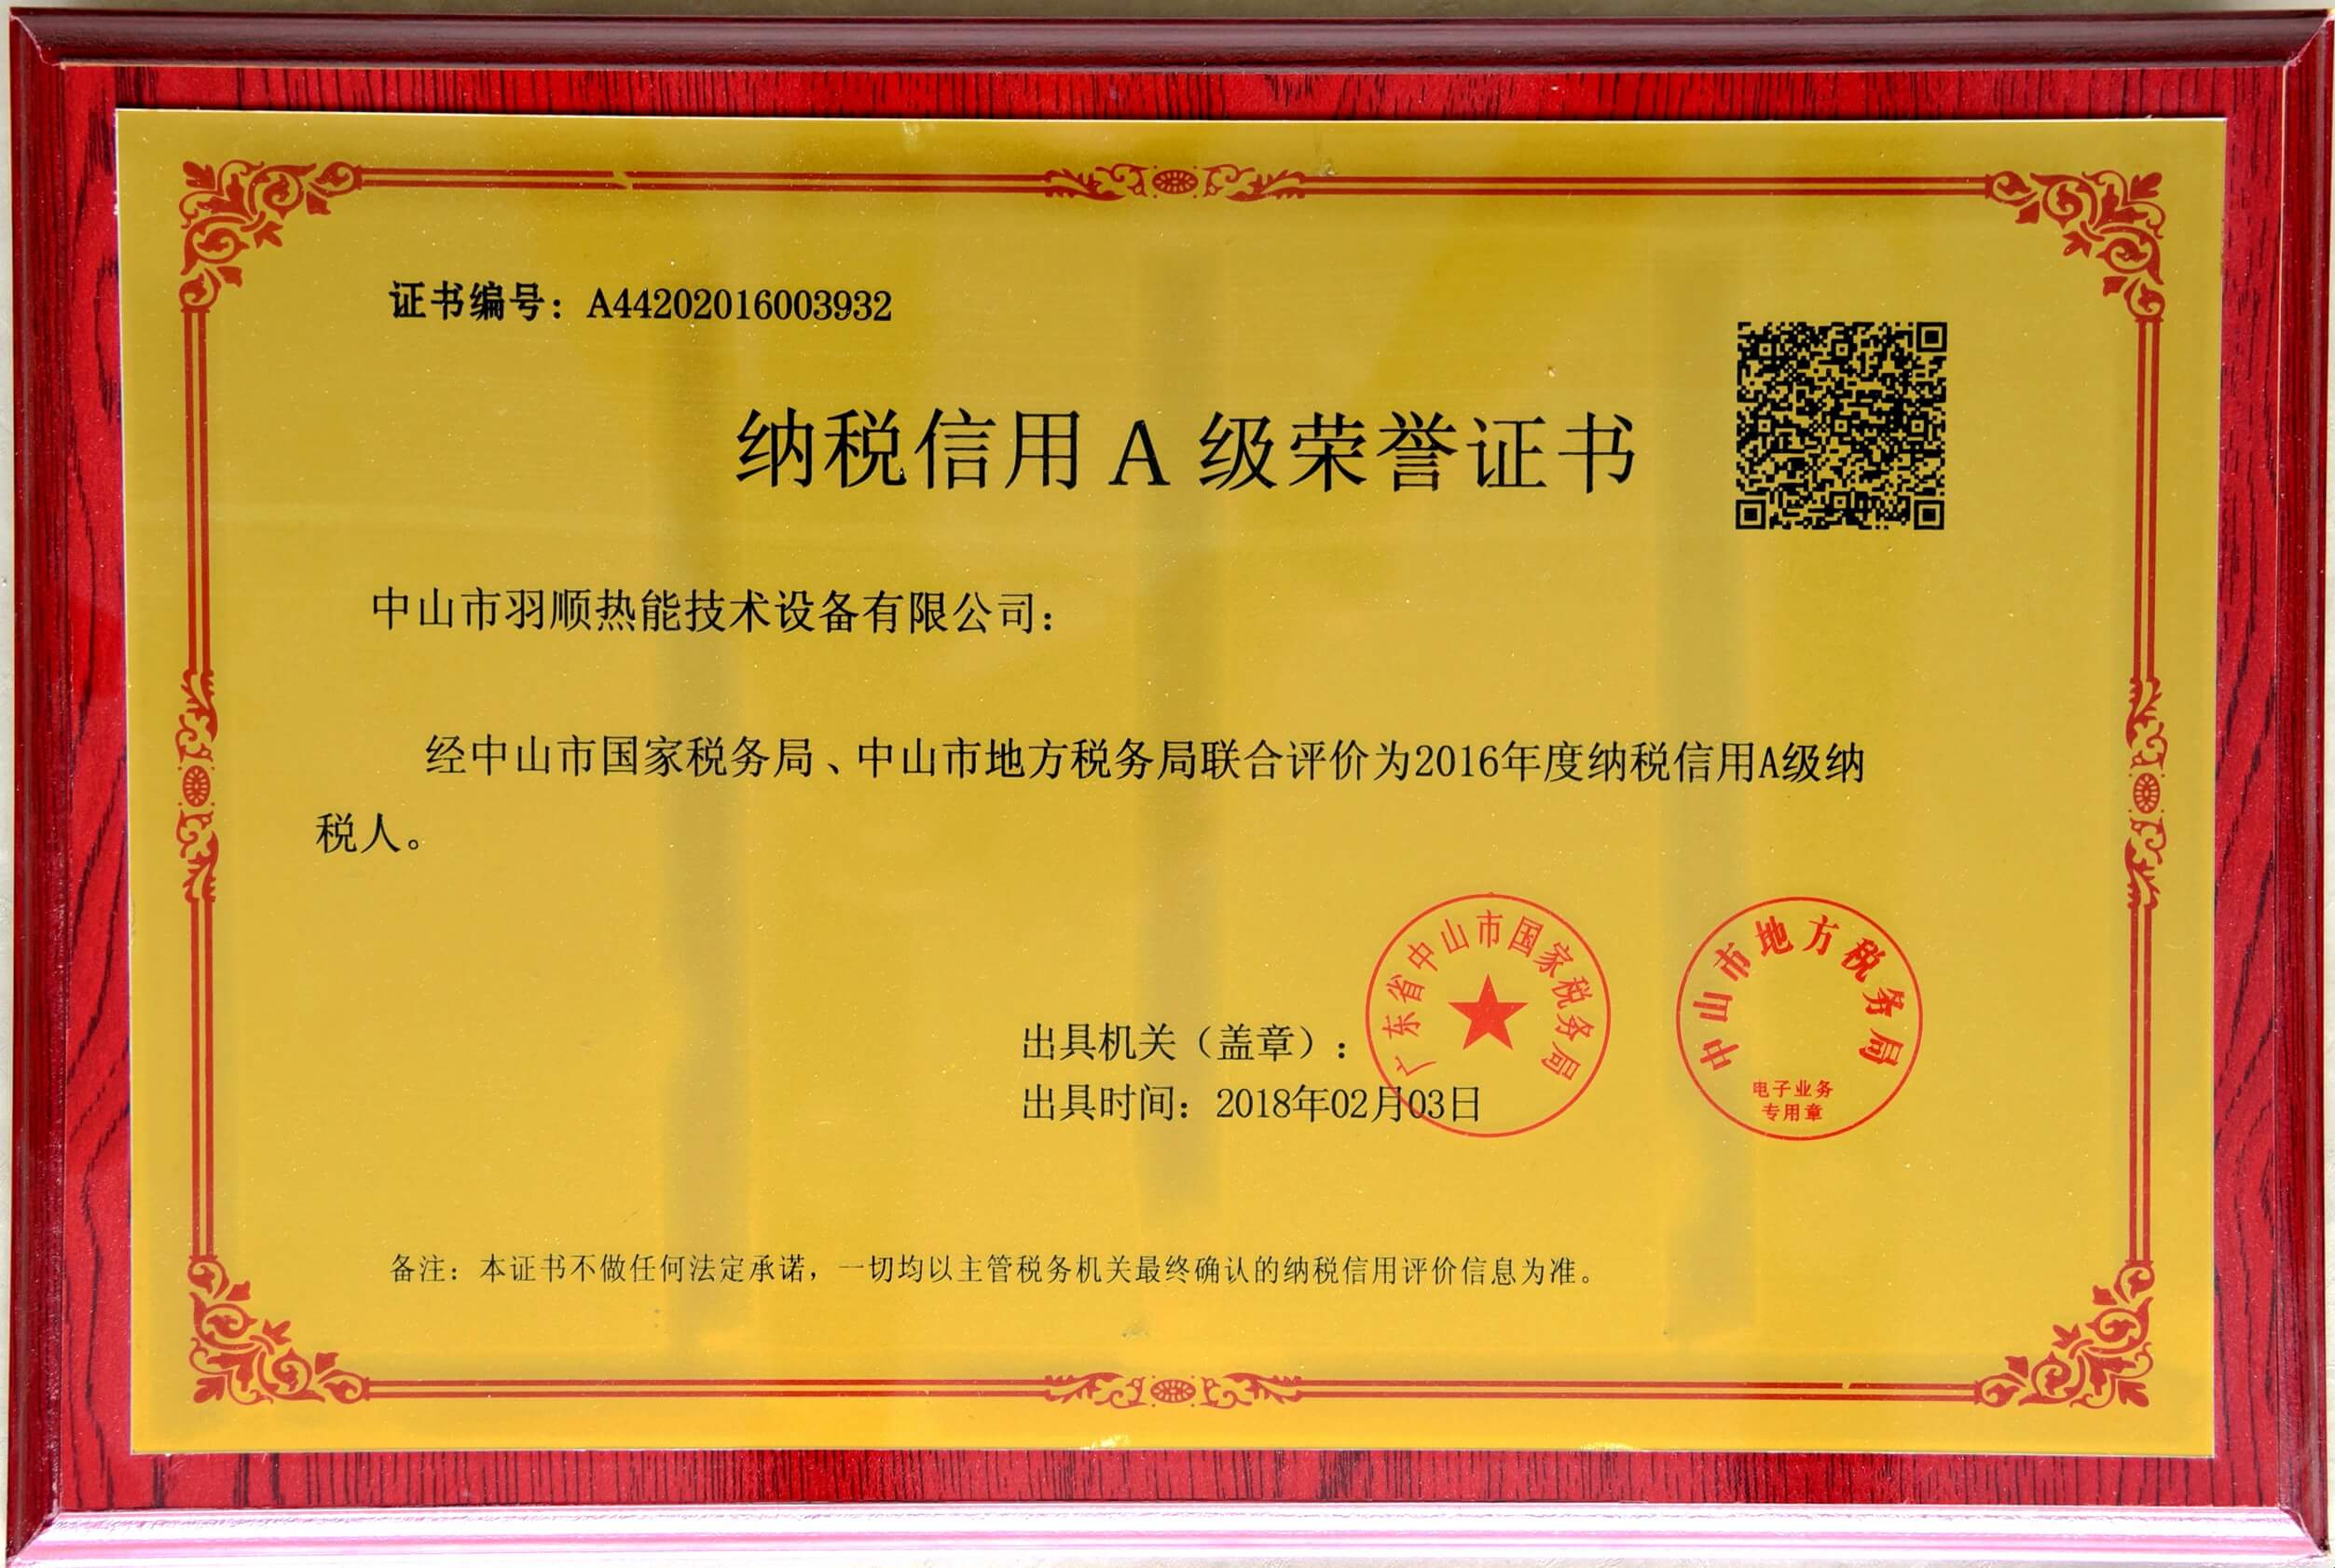 证书编号：A44202016003932
纳税信用A级荣誉证书
中山市羽顺热能技术设备有限公司：
经中山市国家税务局、中山市地方税务局联合评价为2016年度纳税信用A级纳
税人。
广东省中山市国家税务局
中山市地方税务局
电子业务
专用章
出具机关（盖章）：
出具时间：2018年02月03日
备注：本证书不做任何法定承诺，一切均以主管税务机关最终确认的纳税信用评价信息为准。